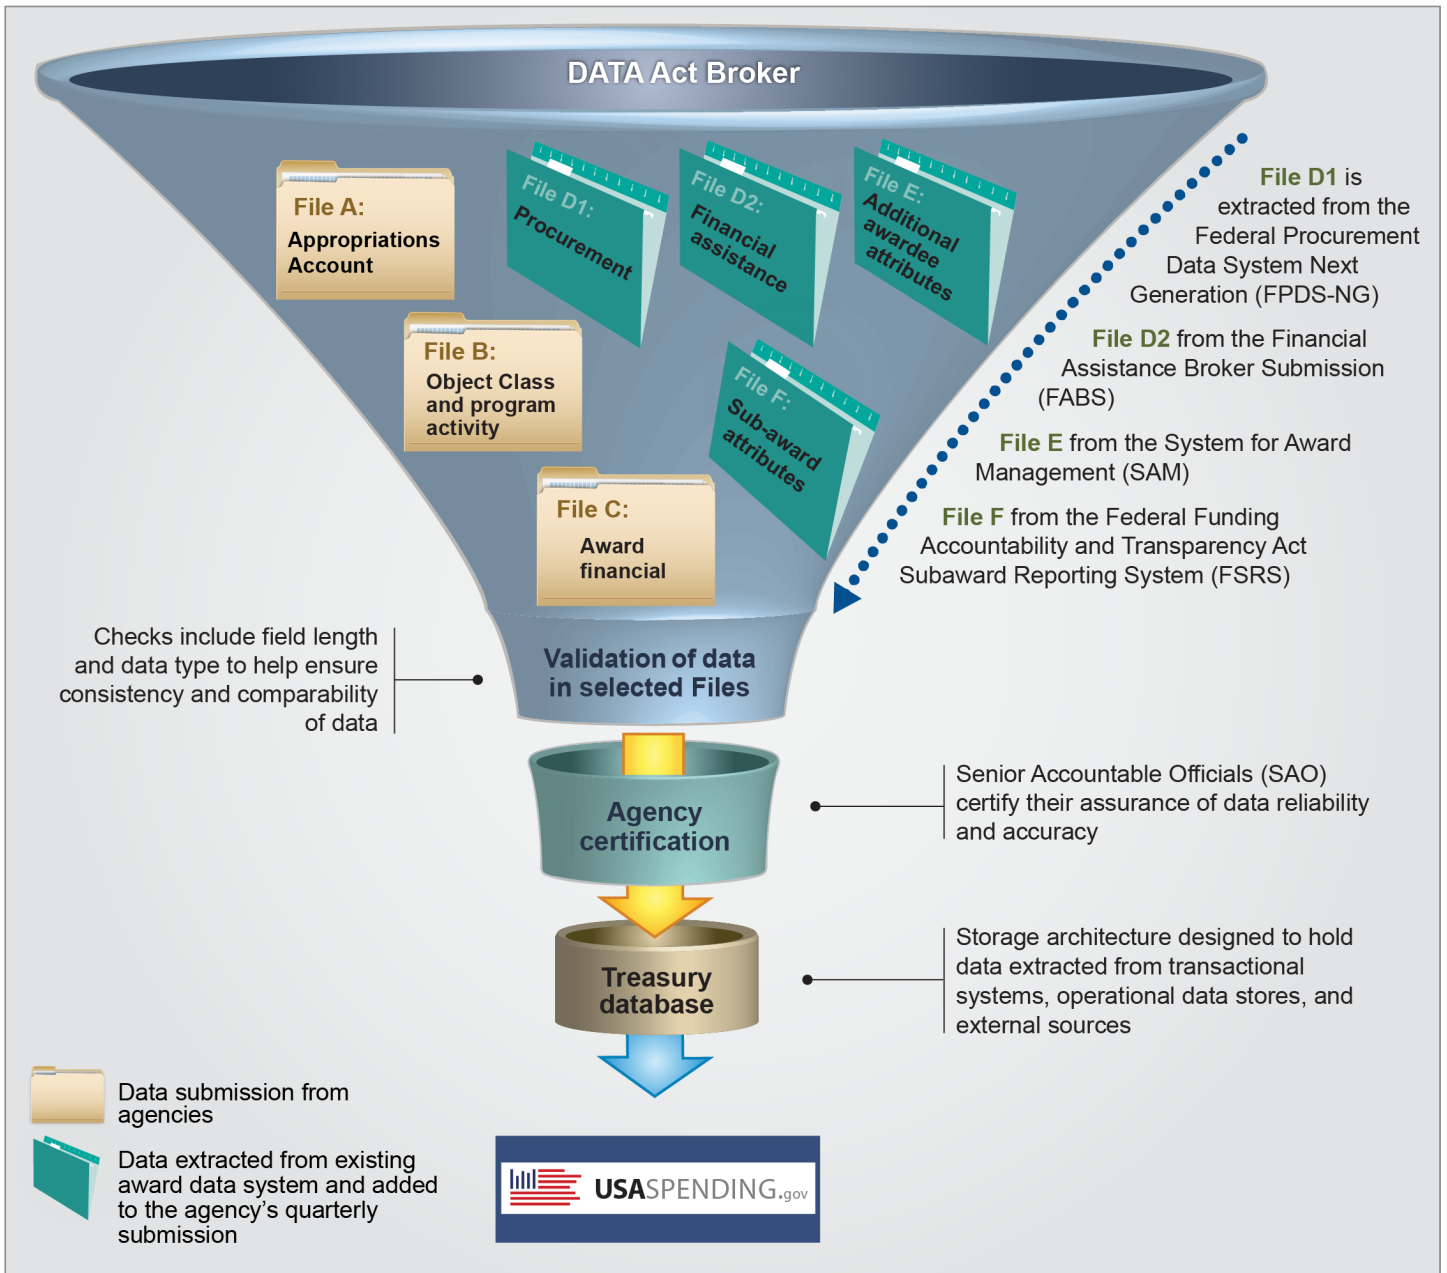 DATA Act Broker
File A:
Appropriations
Account
File D1:
Procurement
File D2:
Financial
assistance
File E:
Additional
awardee
attributes
File B:
Object Class
and program
activity
File F:
Sub-award
attributes
File C:
Award
financial
File D1 is
extracted from the
Federal Procurement
Data System Next
Generation (FPDS-NG)
File D2 from the Financial
Assistance Broker Submission
(FABS)
File E from the System for Award
Management (SAM)
File F from the Federal Funding
Accountability and Transparency Act
Subaward Reporting System (FSRS)
Checks include field length
and data type to help ensure
consistency and comparability
of data
Validation of data
in selected Files
Agency
certification
Senior Accountable Officials (SAO)
certify their assurance of data reliability
and accuracy
Treasury
database
Storage architecture designed to hold
data extracted from transactional
systems, operational data stores, and
external sources
Data submission from
agencies
Data extracted from existing
award data system and added
to the agency’s quarterly
submission
USASPENDING.gov